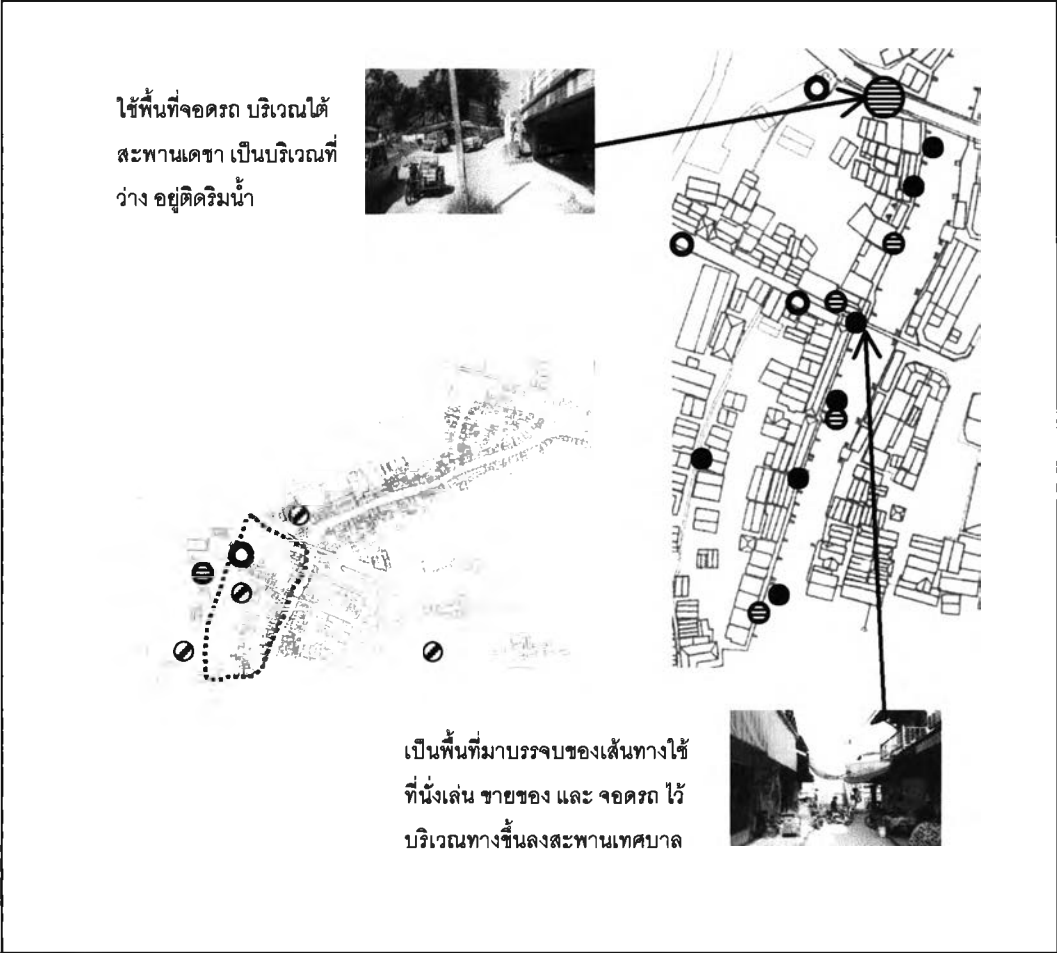 ใช้พื้นที่จอดรถ บริเวณใต้
สะพานเดชา เป็นบริเวณที่
ว่าง อยู่ติดริมน้ำ
เป็นพื้นที่มาบรรจบของเส้นทางใช้
ที่นั่งเล่น ขายของ และ จอดรถ ไว้
บริเวณทางขึ้นลงสะพานเทศบาล